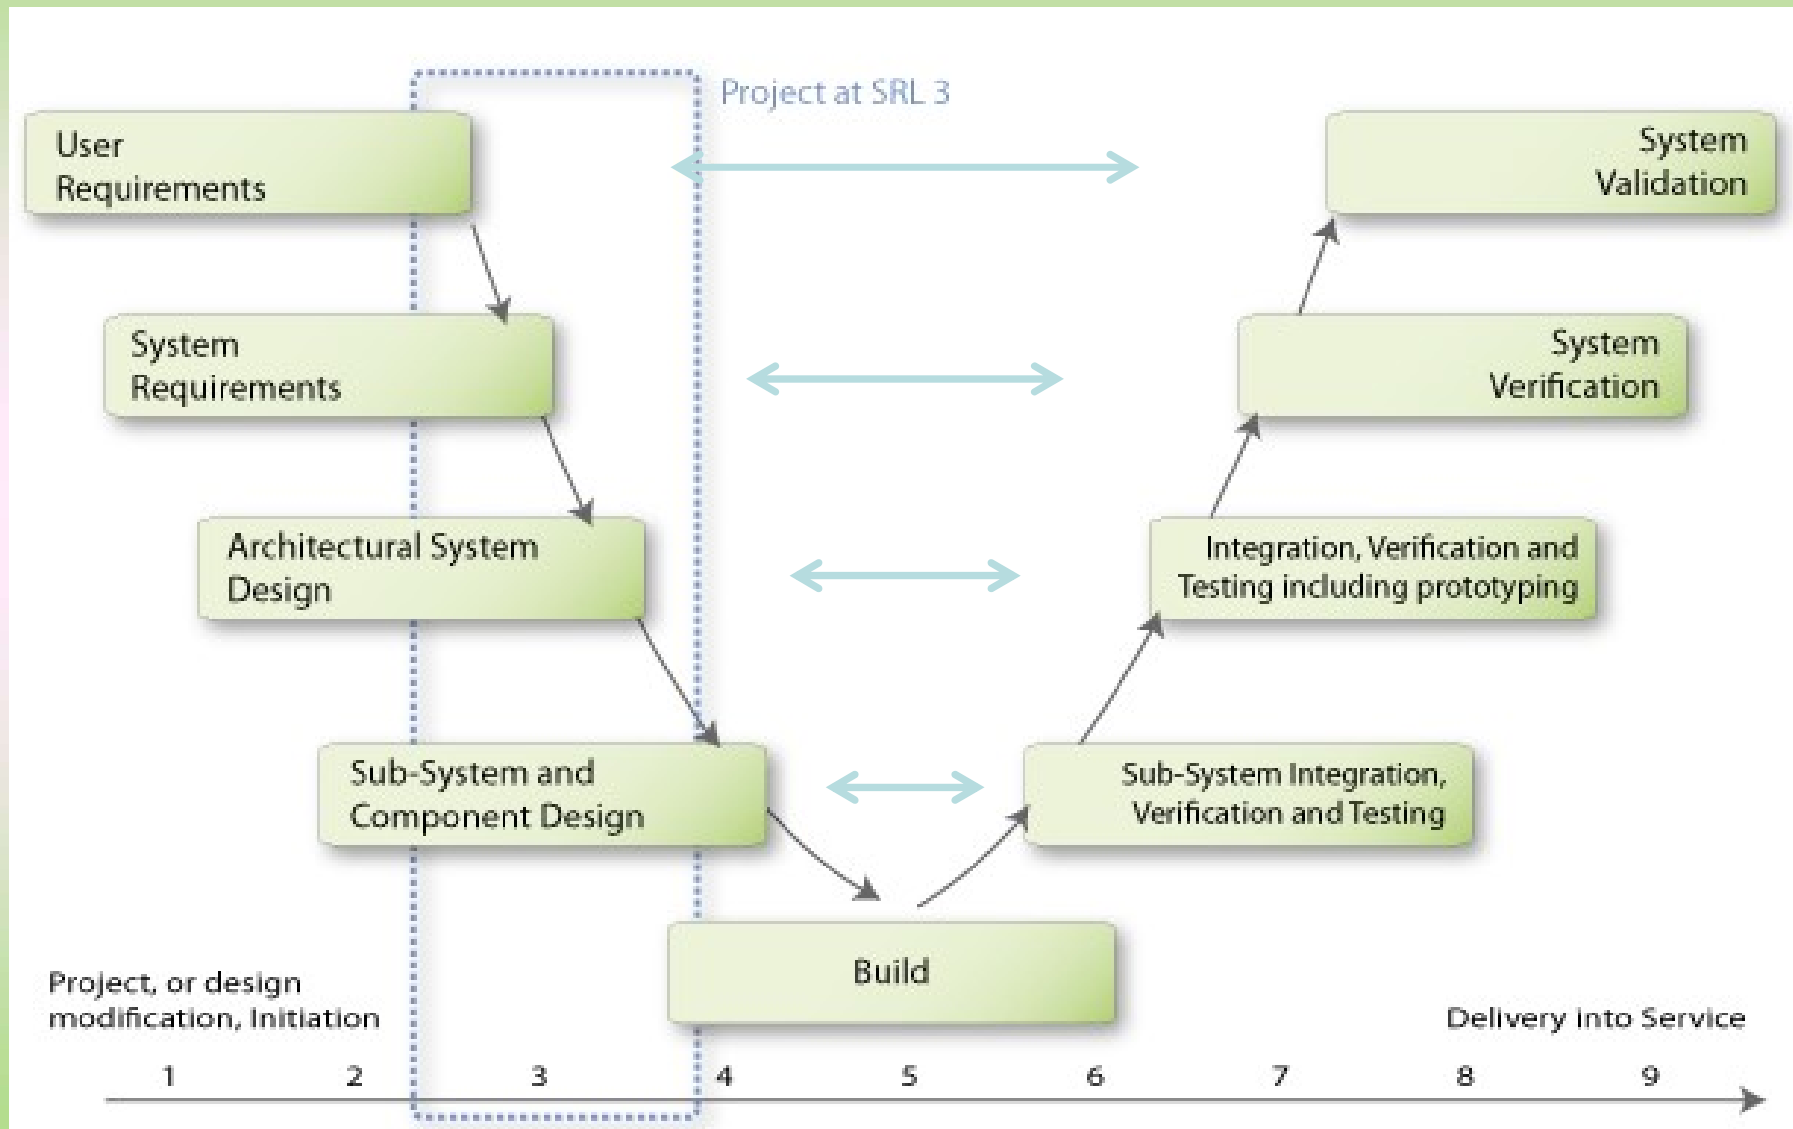 Project at SRL 3
User
Requirements
System
Validation
System
Requirements
System
Verification
Architectural System
Design
Integration, Verification and
Testing including prototyping
Sub-System and
Component Design
Sub-System Integration,
Verification and Testing
Build
Project, or design
modification, Initiation
Delivery into Service
1 2 3 4 5 6 7 8 9